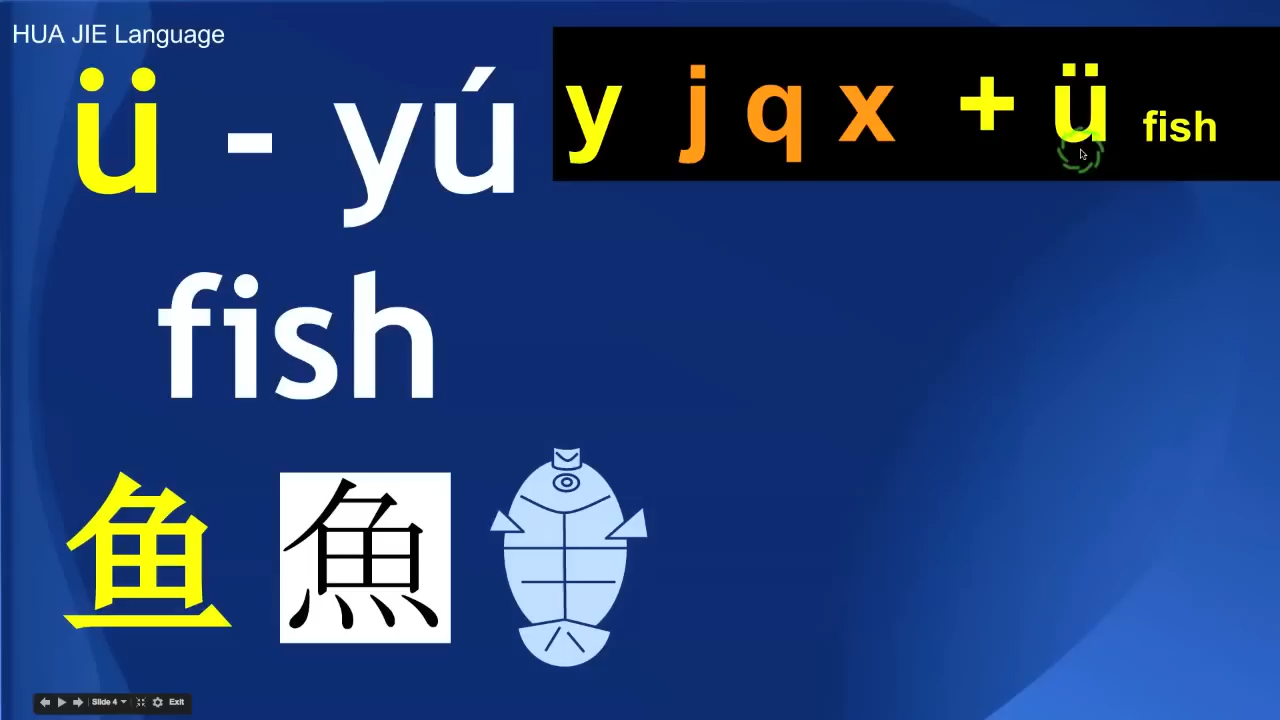 HUA JIE Language
ü - yú
y j q x + ü fish
fish
鱼 魚
Slide 4 Exit